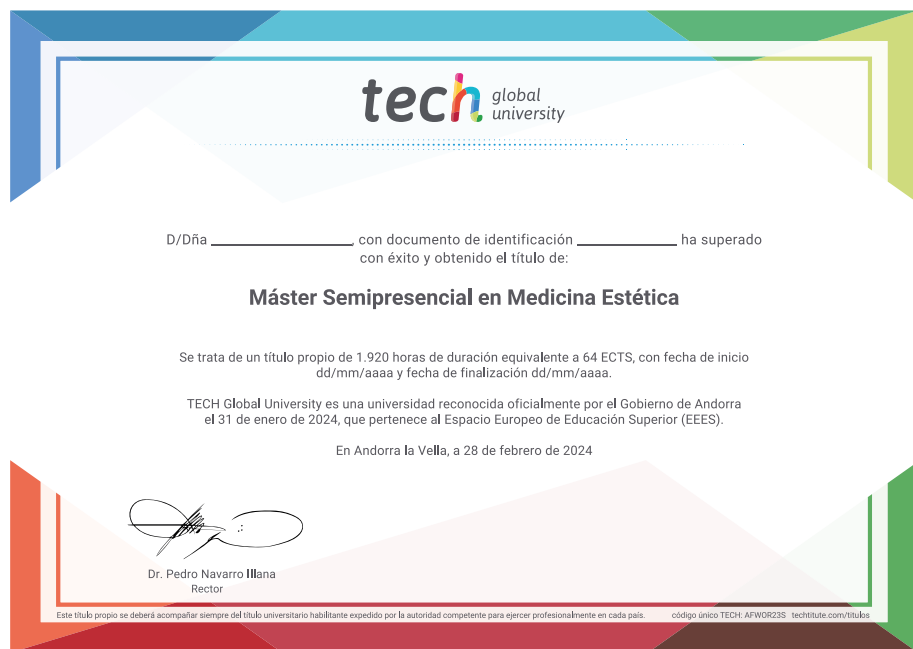 tech global university
D/Dña ______________, con documento de identificación __________ ha superado
con éxito y obtenido el título de:
Máster Semipresencial en Medicina Estética
Se trata de un título propio de 1.920 horas de duración equivalente a 64 ECTS, con fecha de inicio
dd/mm/aaaa y fecha de finalización dd/mm/aaaa.
TECH Global University es una universidad reconocida oficialmente por el Gobierno de Andorra
el 31 de enero de 2024, que pertenece al Espacio Europeo de Educación Superior (EEES).
En Andorra la Vella, a 28 de febrero de 2024
Dr. Pedro Navarro Illana
Rector
Este título propio se deberá acompañar siempre del título universitario habilitante expedido por la autoridad competente para ejercer profesionalmente en cada país. código único TECH: AFWOR23S techtitute.com/titulos